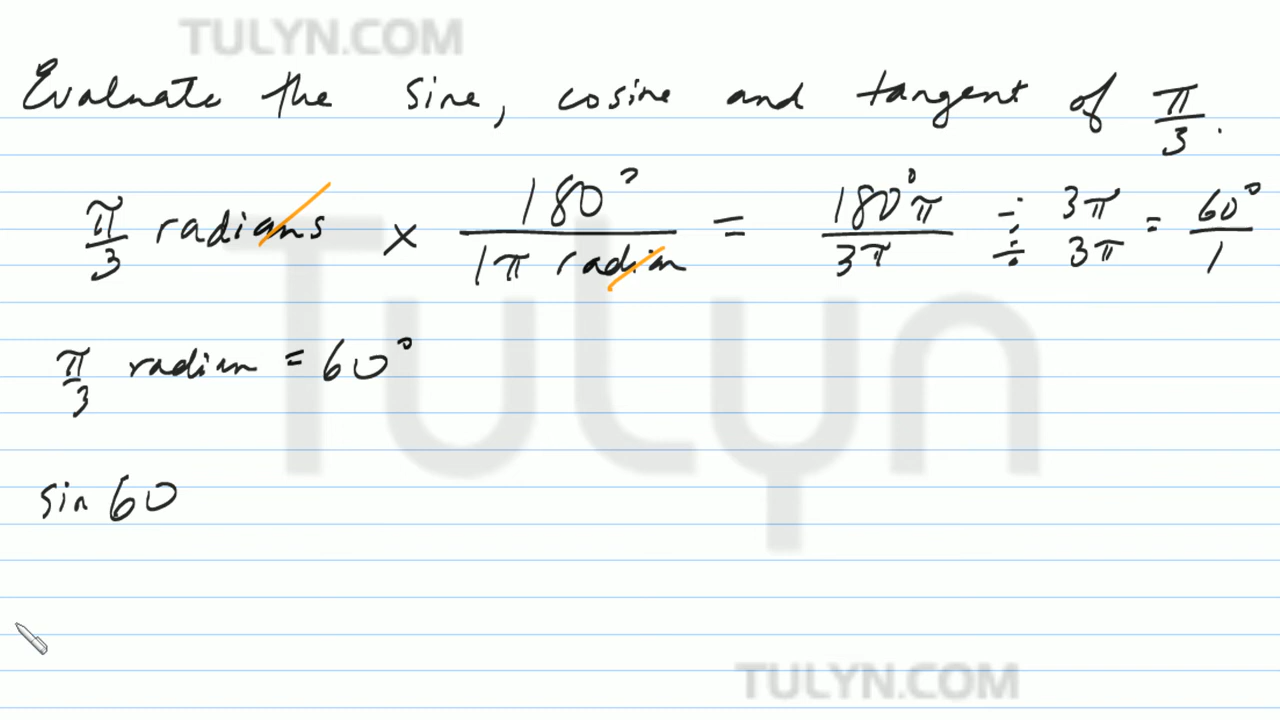 TULYN.COM
Evaluate the sine, cosine and tangent of π/3.
π/3 radians × 180°/1π radian = 180°π/3π ÷ 3π/÷ 3π = 60°/1
π/3 radian = 60°
sin 60
Tulyn
TULYN.COM